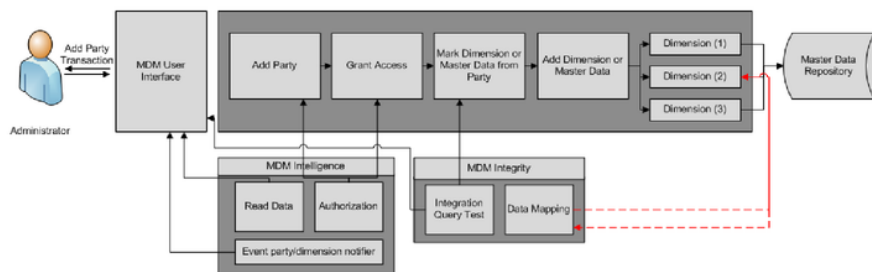 Add Party
Transaction
Administrator
MDM User
Interface
Add Party
Grant Access
Mark Dimension or
Master Data from
Party
Add Dimension or
Master Data
Dimension (1)
Dimension (2)
Dimension (3)
Master Data
Repository
MDM Intelligence
Read Data
Authorization
Event party/dimension notifier
MDM Integrity
Integration
Query Test
Data Mapping